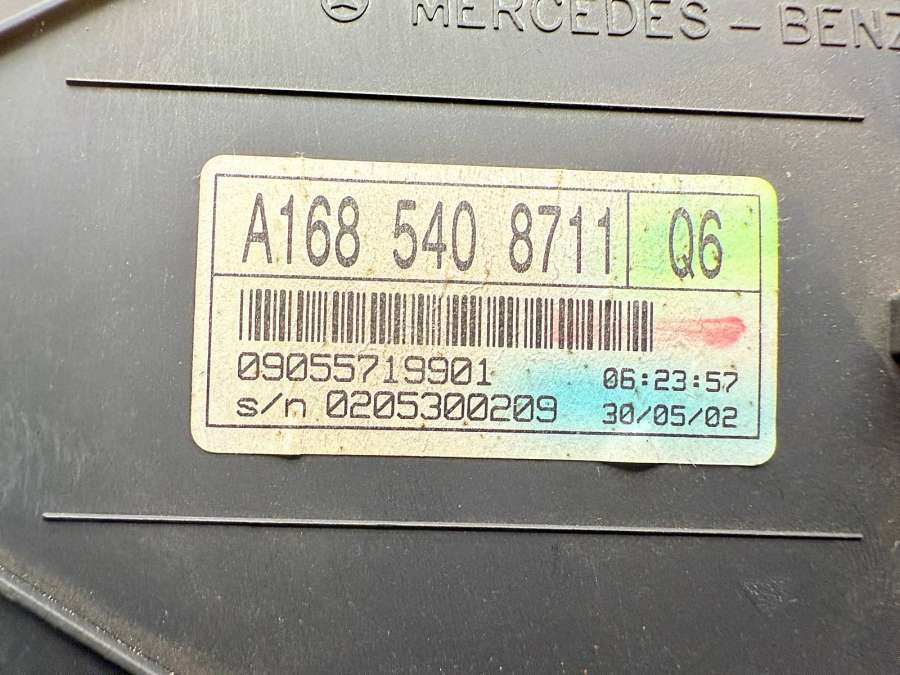 MERCEDES - BENZ
A168 540 8711 Q6
09055719901 06:23:57
s/n 0205300209 30/05/02